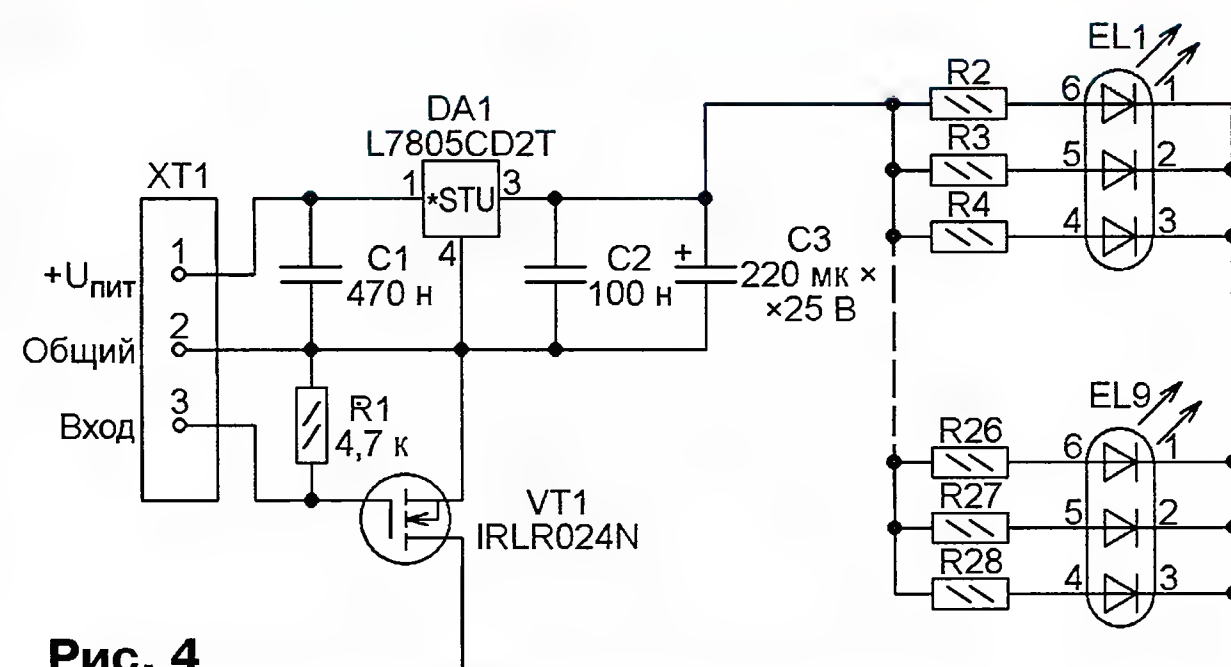 EL1
R2
6
1
DA1
L7805CD2T
R3
5
2
XT1
1
*STU
3
R4
4
3
1
+Uпит
4
C1
470 н
C2
100 н
+
C3
220 мк ×
×25 В
2
Общий
3
Вход
R1
4,7 к
EL9
R26
6
1
VT1
IRLR024N
R27
5
2
R28
4
3
Рис. 4